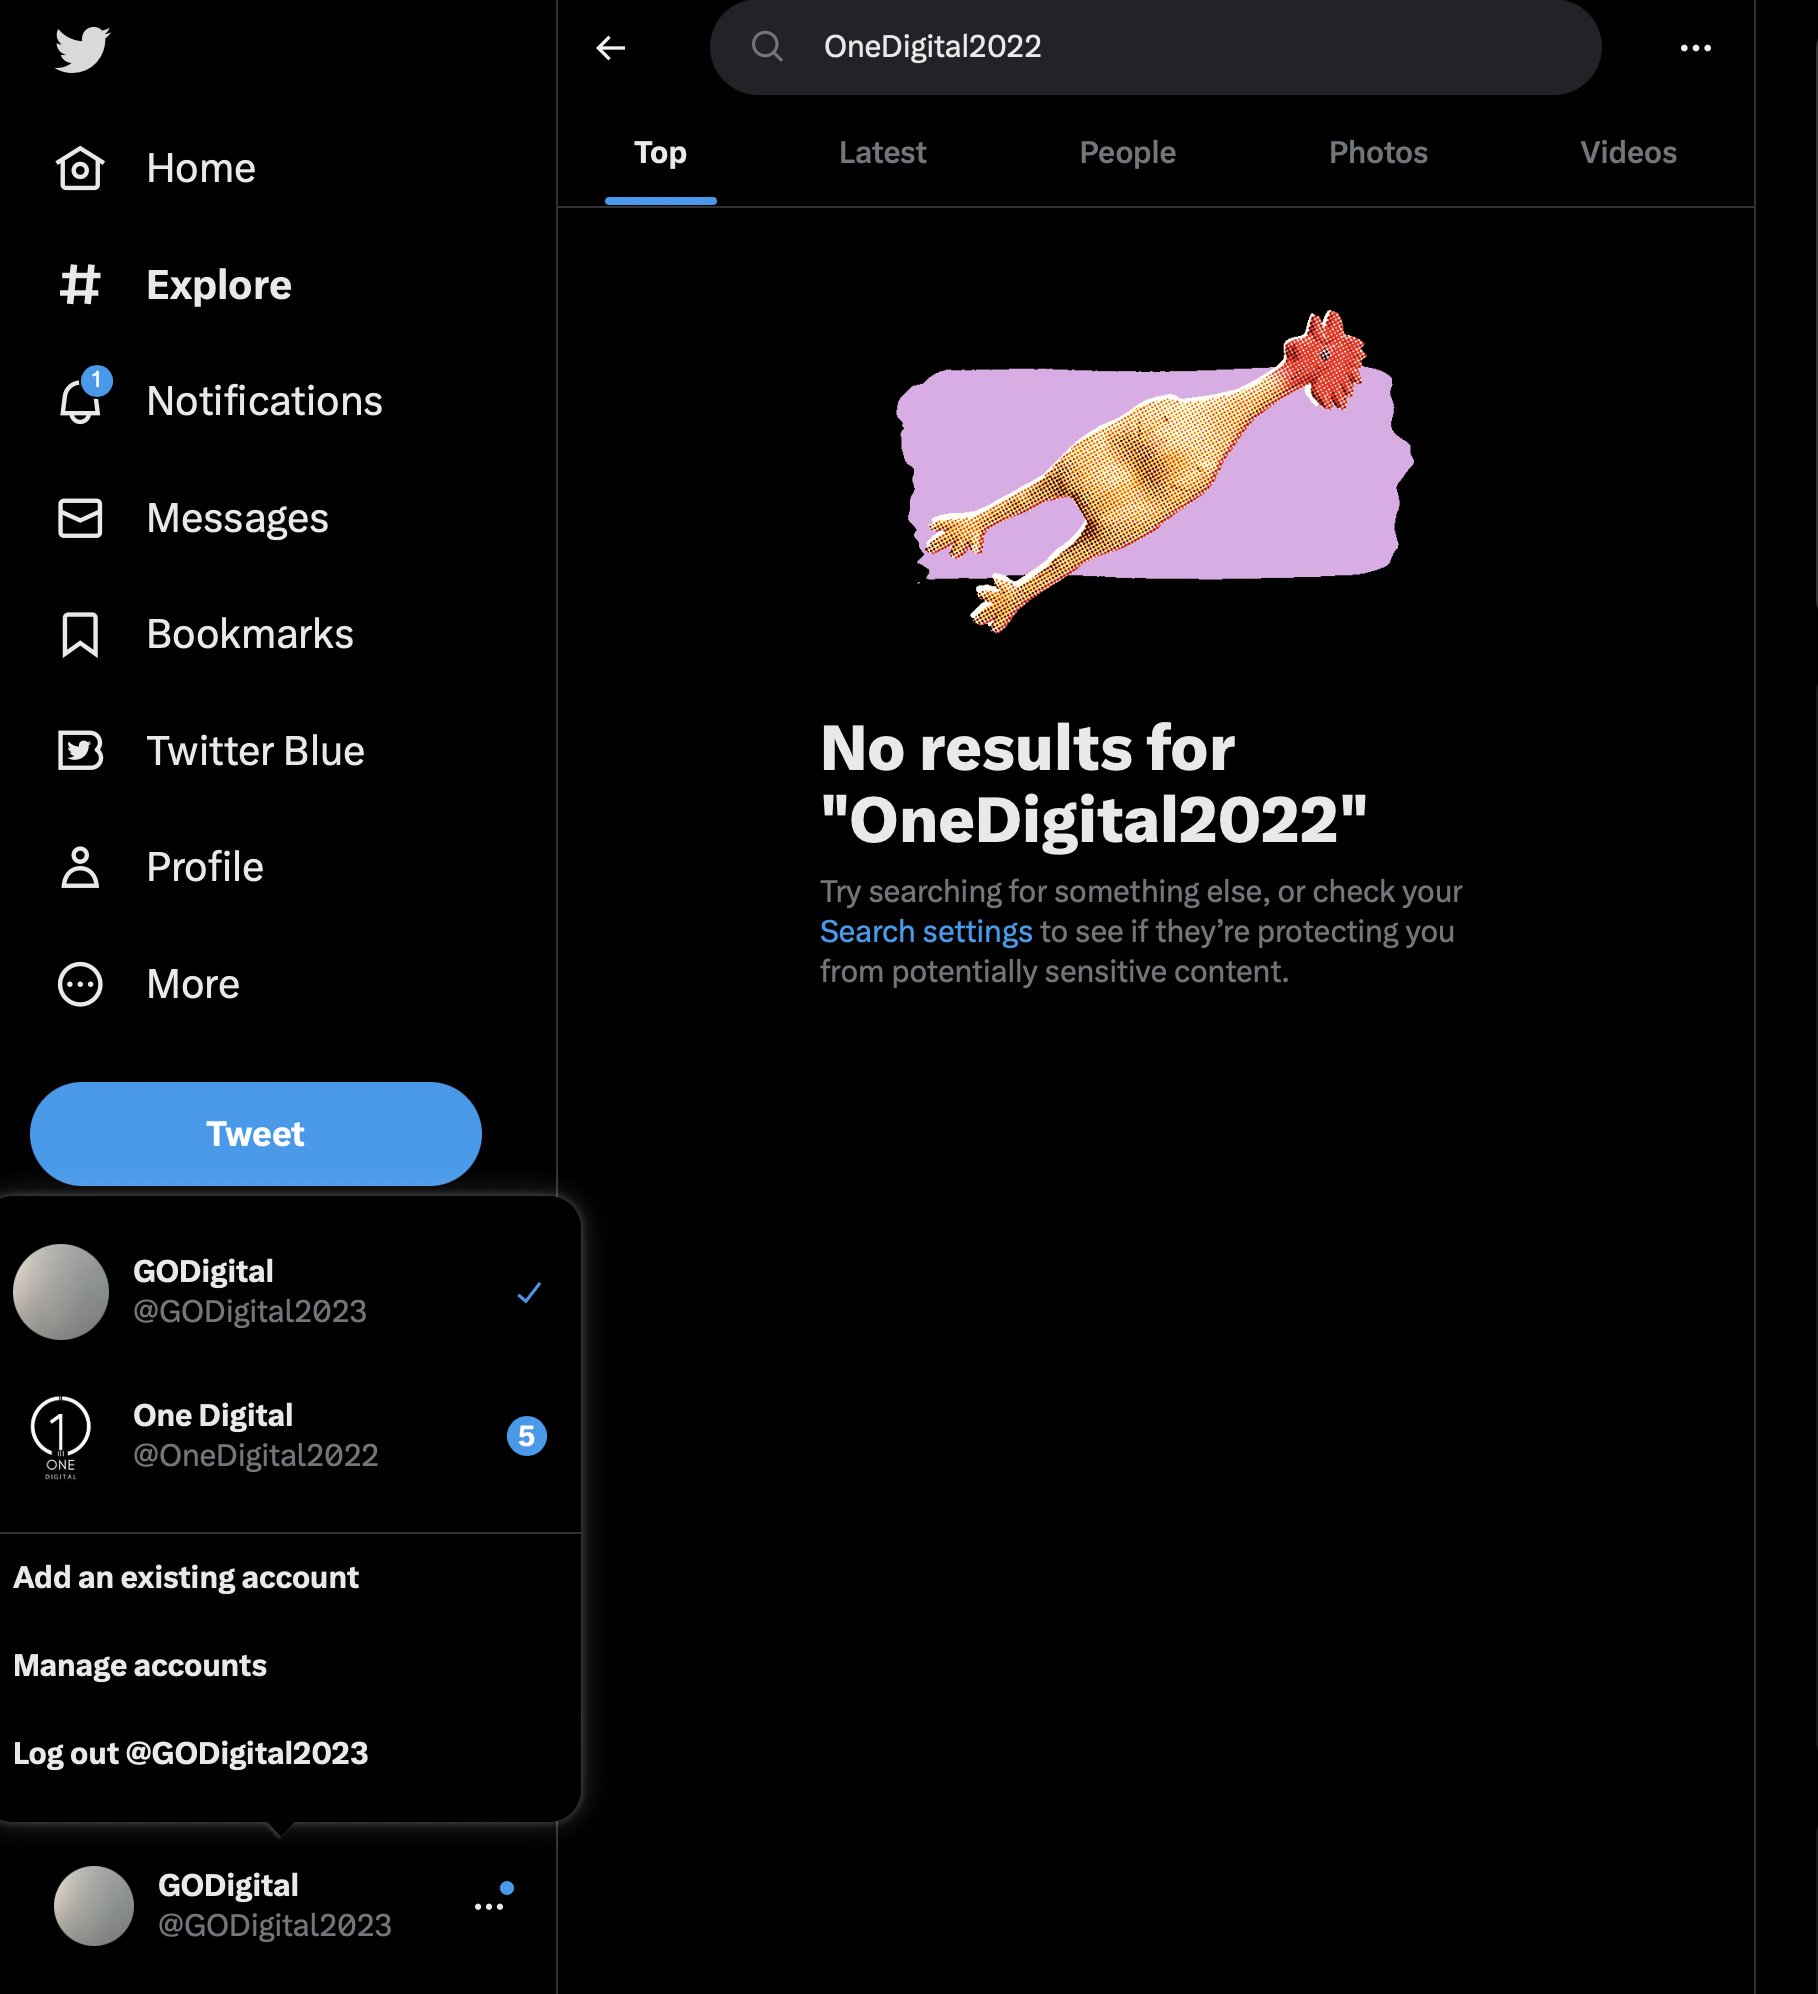 OneDigital2022
Top
Latest
People
Photos
Videos
Home
Explore
1
Notifications
Messages
Bookmarks
Twitter Blue
Profile
More
Tweet
No results for
"OneDigital2022"
Try searching for something else, or check your
Search settings to see if they’re protecting you
from potentially sensitive content.
GODigital
@GODigital2023
1
ONE
DIGITAL
One Digital
@OneDigital2022
5
Add an existing account
Manage accounts
Log out @GODigital2023
GODigital
@GODigital2023